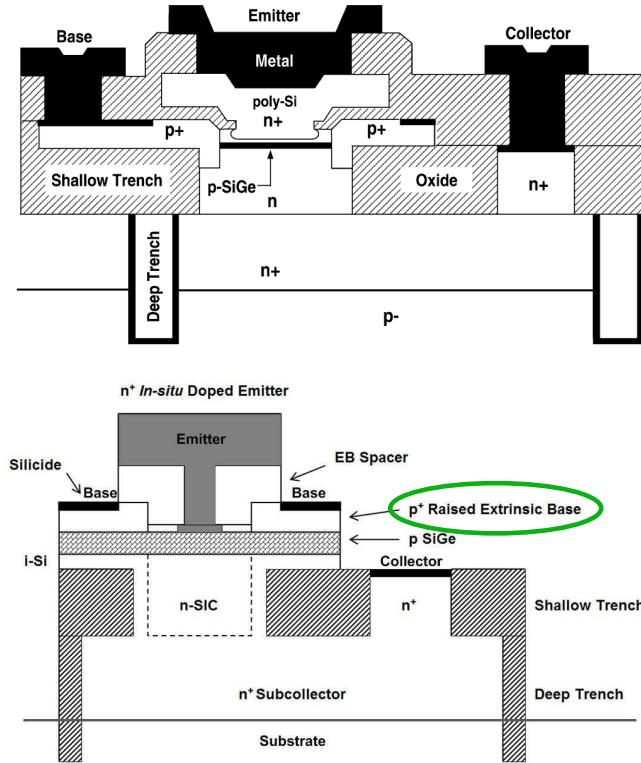 Emitter
Base
Collector
Metal
poly-Si
n+
p+
p+
Shallow Trench
p-SiGe
n
Oxide
n+
Deep Trench
n+
p-
n⁺ In-situ Doped Emitter
Emitter
EB Spacer
Silicide
Base
Base
p⁺ Raised Extrinsic Base
p SiGe
i-Si
Collector
n-SIC
n⁺
Shallow Trench
n⁺ Subcollector
Deep Trench
Substrate